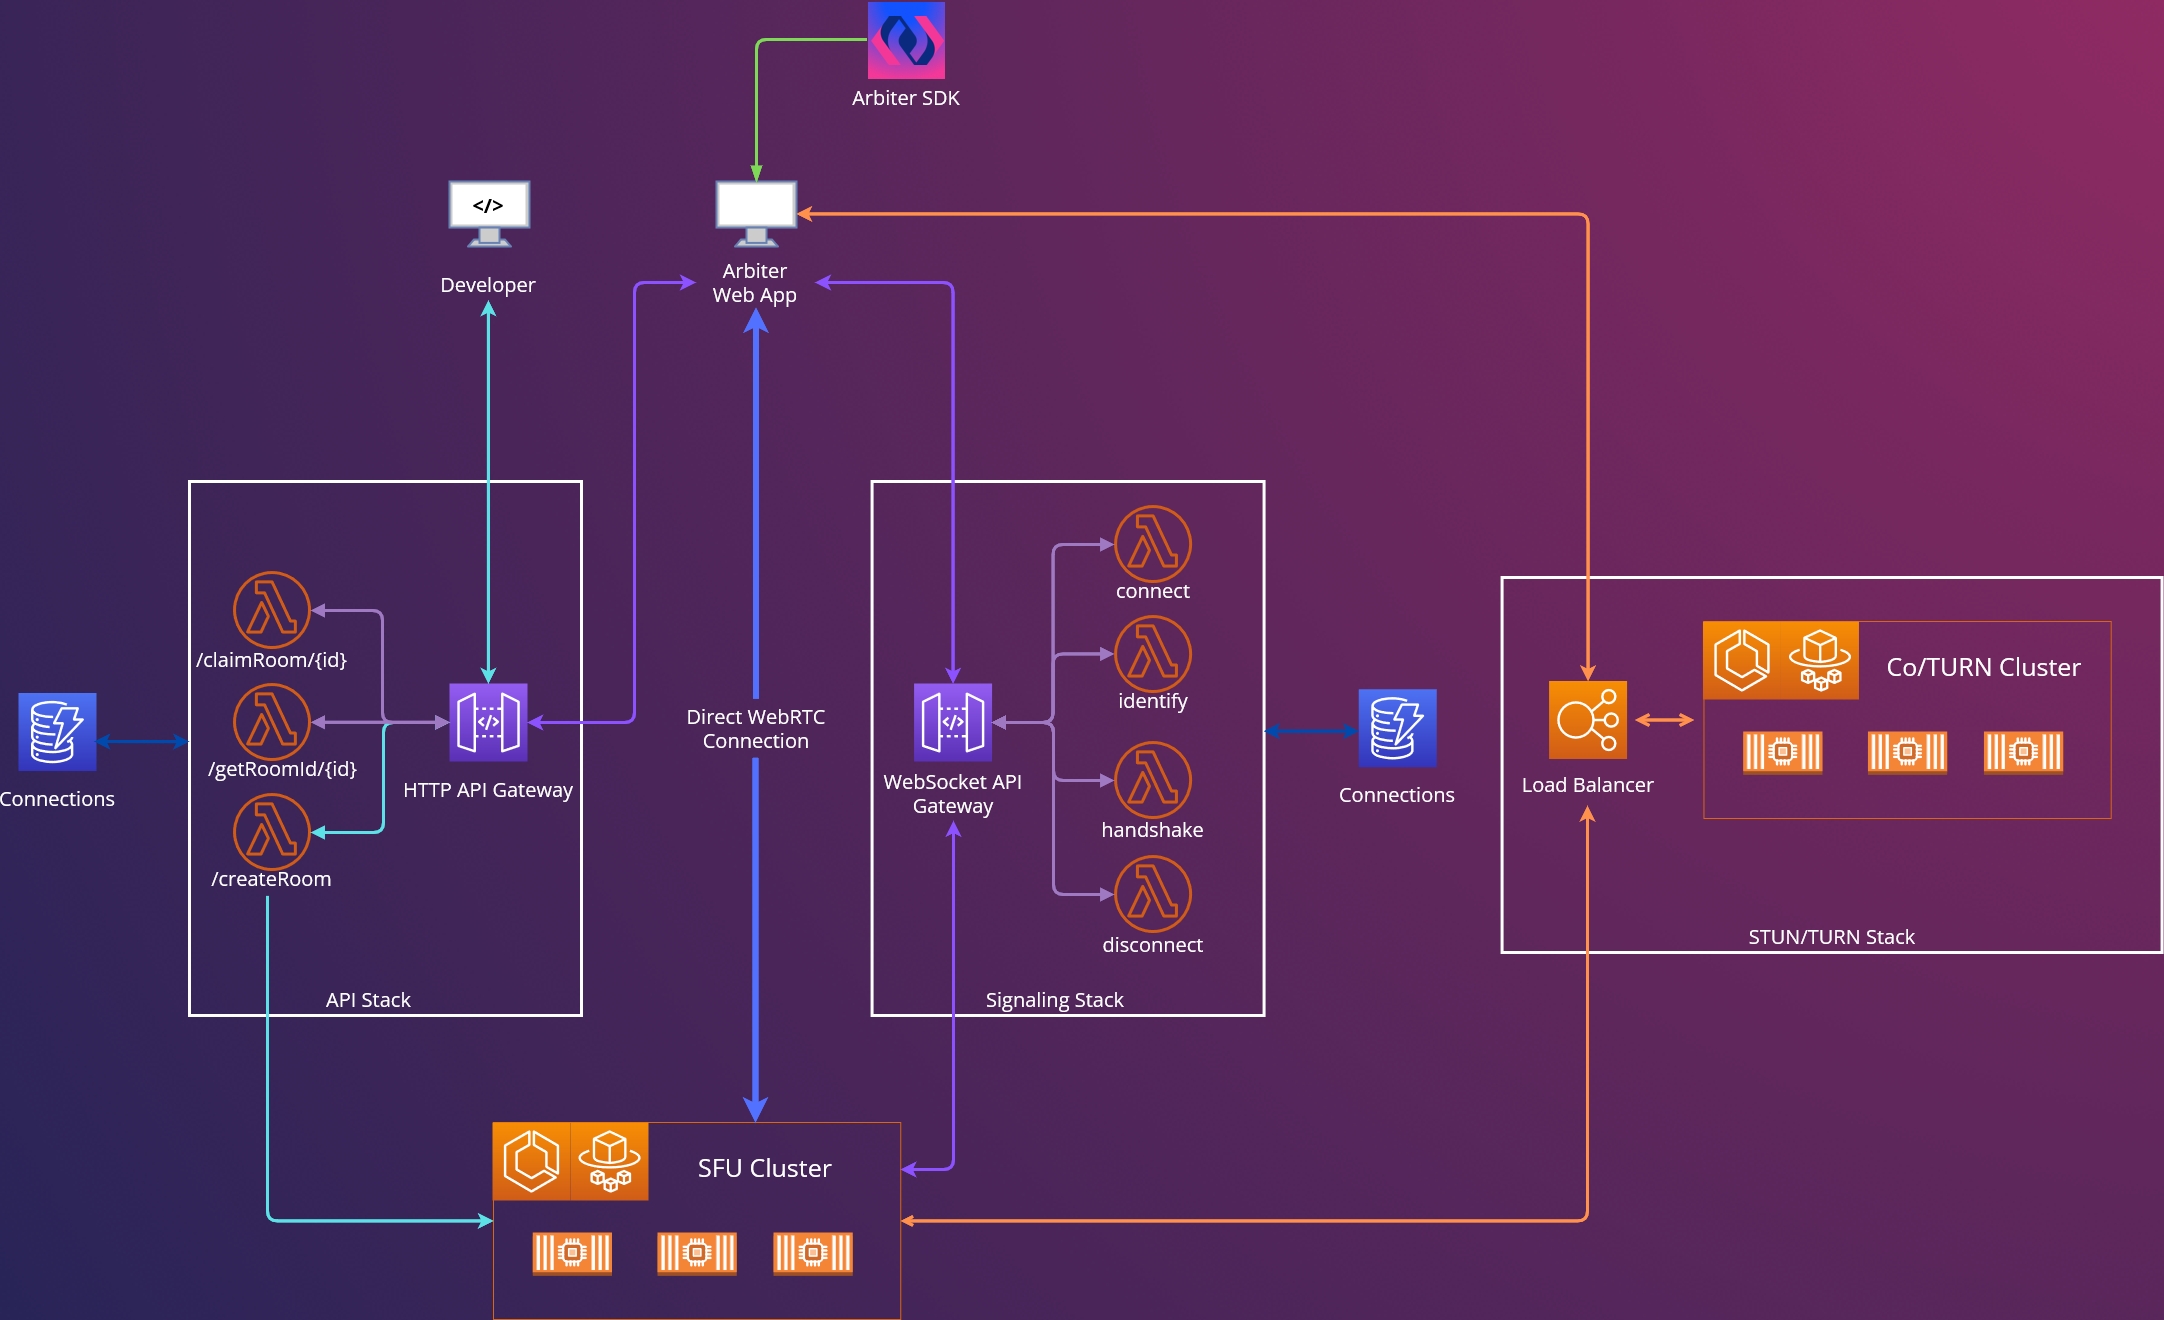 Arbiter SDK
</>
Developer
Arbiter
Web App
/claimRoom/{id}
/getRoomId/{id}
/createRoom
Connections
</>
HTTP API Gateway
API Stack
Direct WebRTC
Connection
</>
WebSocket API
Gateway
connect
identify
handshake
disconnect
Signaling Stack
Connections
Load Balancer
Co/TURN Cluster
STUN/TURN Stack
SFU Cluster